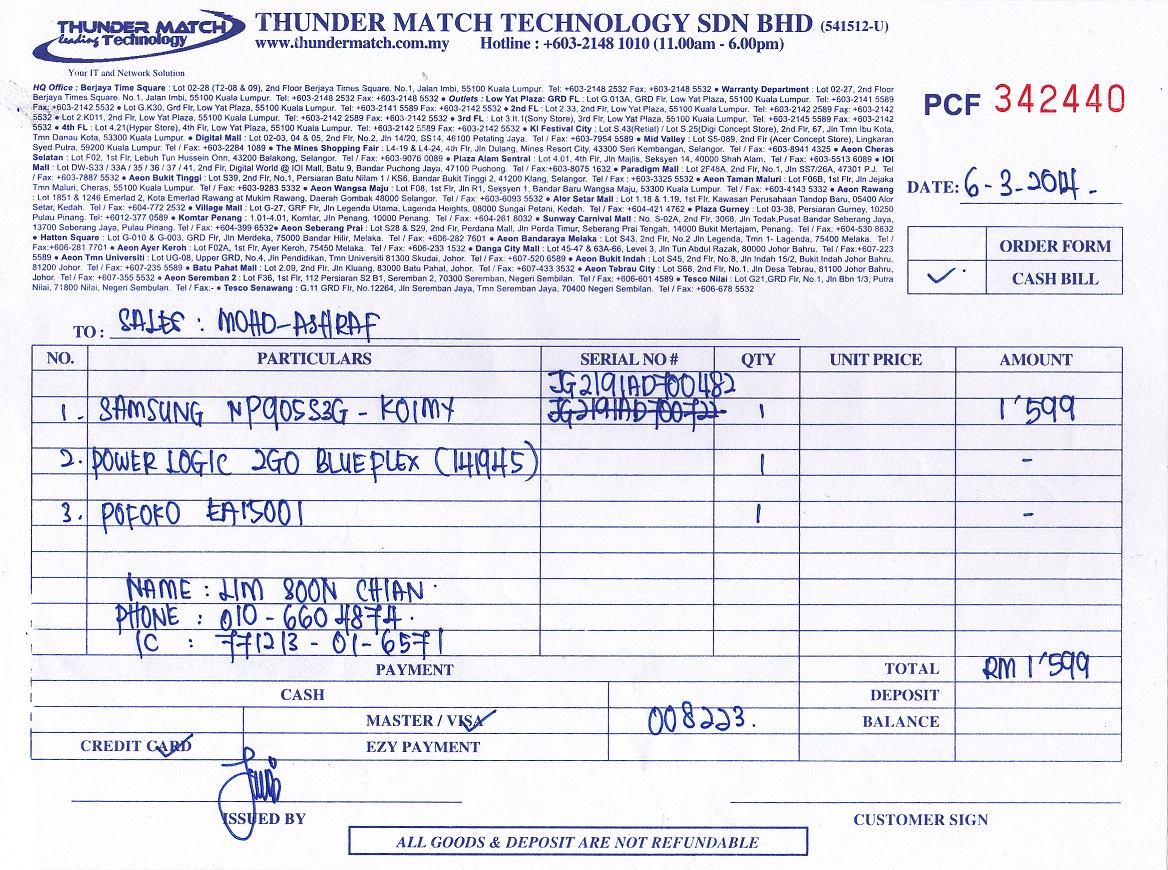 THUNDER MATCH
leading Technology
Your IT and Network Solution
THUNDER MATCH TECHNOLOGY SDN BHD (541512-U)
www.thundermatch.com.my Hotline : +603-2148 1010 (11.00am - 6.00pm)
HQ Office : Berjaya Time Square : Lot 02-28 (T2-08 & 09), 2nd Floor Berjaya Times Square. No.1, Jalan Imbi, 55100 Kuala Lumpur. Tel: +603-2148 2532 Fax: +603-2148 5532 • Warranty Department : Lot 02-27, 2nd Floor
Berjaya Times Square. No.1, Jalan Imbi, 55100 Kuala Lumpur. Tel: +603-2148 2532 Fax: +603-2148 5532 • Outlets : Low Yat Plaza: GRD FL : Lot G.013A, GRD Flr, Low Yat Plaza, 55100 Kuala Lumpur. Tel: +603-2145 5589
Fax: +603-2142 5532 • Lot G.K30, Grd Flr, Low Yat Plaza, 55100 Kuala Lumpur. Tel: +603-2141 5589 Fax: +603-2142 5532 • 2nd FL : Lot 2.33, 2nd Flr, Low Yat Plaza, 55100 Kuala Lumpur. Tel: +603-2145 5589 Fax: +603-2142
5532 • Lot 2.K011, 2nd Flr, Low Yat Plaza, 55100 Kuala Lumpur. Tel: +603-2142 2589 Fax: +603-2142 5532 • 3rd FL : Lot 3.It.1(Sony Store), 3rd Flr, Low Yat Plaza, 55100 Kuala Lumpur. Tel: +603-2145 2589 Fax: +603-2142
5532 • 4th FL : Lot 4.21(Hyper Store), 4th Flr, Low Yat Plaza, 55100 Kuala Lumpur. Tel: +603-2142 5589 Fax: +603-2142 5532 • Kl Festival City : Lot S.43(Retial) / Lot S.25(Digi Concept Store), 2nd Flr, 67, Jln Tmn Ibu Kota,
Tmn Danau Kota, 53300 Kuala Lumpur. • Digital Mall : Lot 02-03, 04 & 05, 2nd Flr, No.2, Jln 14/20, SS14, 46100 Petaling Jaya. Tel / Fax: +603-7954 5589 • Mid Valley : Lot S5-089, 2nd Flr (Acer Concept Store), Lingkaran
Syed Putra, 59200 Kuala Lumpur. Tel / Fax: +603-2284 1089 • The Mines Shopping Fair : L4-19 & L4-24, 4th Flr, Jln Dulang, Mines Resort City, 43300 Seri Kembangan, Selangor. Tel / Fax: +603-8941 4325 • Aeon Cheras
Selatan : Lot F02, 1st Flr, Lebuh Tun Hussein Onn, 43200 Balakong, Selangor. Tel / Fax: +603-9076 0089 • Plaza Alam Sentral : Lot 4.01, 4th Flr, Jln Majlis, Seksyen 14, 40000 Shah Alam. Tel / Fax: +603-5513 6089 • IOI
Mall : Lot DW-S33 / 33A / 35 / 36 / 37 / 41, 2nd Flr, Digital World @ IOI Mall, Batu 9, Bandar Puchong Jaya, 47100 Puchong. Tel / Fax: +603-8075 1632 • Paradigm Mall : Lot 2F48A, 2nd Flr, No.1, Jln SS7/26A, 47301 P.J. Tel
/ Fax: +603-7887 5532 • Aeon Bukit Tinggi : Lot S39, 2nd Flr, No.1, Persiaran Batu Nilam 1 / KS6, Bandar Bukit Tinggi 2, 41200 Klang, Selangor. Tel / Fax: +603-3325 5532 • Aeon Taman Maluri : Lot F06B, 1st Flr, Jln Jejaka
Tmn Maluri, Cheras, 55100 Kuala Lumpur. Tel / Fax: +603-9283 5332 • Aeon Wangsa Maju : Lot F08, 1st Flr, Jln R1, Seksyen 1, Bandar Baru Wangsa Maju, 53300 Kuala Lumpur. Tel / Fax: +603-4143 5332 • Aeon Rawang
: Lot 1851 & 1246 Emerlad 2, Kota Emerlad Rawang at Mukim Rawang, Daerah Gombak 48000 Selangor. Tel / Fax: +603-6093 5532 • Alor Setar Mall : Lot 1.18 & 1.19, 1st Flr, Kawasan Perusahaan Tandop Baru, 05400 Alor
Setar, Kedah. Tel / Fax: +604-772 2532 • Village Mall : Lot G-27, GRF Flr, Jln Legenda Utama, Lagenda Heights, 08000 Sungai Petani, Kedah. Tel / Fax: +604-421 4762 • Plaza Gurney : Lot 03-38, Persiaran Gurney, 10250
Pulau Pinang. Tel: +6012-377 0589 • Komtar Penang : 1.01-4.01, Komtar, Jln Penang, 10000 Penang. Tel / Fax: +604-261 8032 • Sunway Carnival Mall : No. S-02A, 2nd Flr, 3068, Jln Todak,Pusat Bandar Seberang Jaya,
13700 Seberang Jaya, Pulau Pinang. Tel / Fax: +604-399 6532• Aeon Seberang Prai : Lot S28 & S29, 2nd Flr, Perdana Mall, Jln Perda Timur, Seberang Prai Tengah, 14000 Bukit Mertajam, Penang. Tel / Fax: +604-530 8832
• Hatten Square : Lot G-010 & G-003, GRD Flr, Jln Merdeka, 75000 Bandar Hilir, Melaka. Tel / Fax: +606-282 7601 • Aeon Bandaraya Melaka : Lot S43, 2nd Flr, No.2 Jln Legenda, Tmn 1- Lagenda, 75400 Melaka. Tel /
Fax:+606-281 7701 • Aeon Ayer Keroh : Lot F02A, 1st Flr, Ayer Keroh, 75450 Melaka. Tel / Fax: +606-233 1532 • Danga City Mall : Lot 45-47 & 63A-66, Level 3, Jln Tun Abdul Razak, 80000 Johor Bahru. Tel / Fax: +607-223
5589 • Aeon Tmn Universiti : Lot UG-08, Upper GRD, No.4, Jln Pendidikan, Tmn Universiti 81300 Skudai, Johor. Tel / Fax: +607-520 6589 • Aeon Bukit Indah : Lot S45, 2nd Flr, No.8, Jln Indah 15/2, Bukit Indah Johor Bahru,
81200 Johor. Tel / Fax: +607-235 5589 • Batu Pahat Mall : Lot 2.09, 2nd Flr, Jln Kluang, 83000 Batu Pahat, Johor. Tel / Fax: +607-433 3532 • Aeon Tebrau City : Lot S68, 2nd Flr, No.1, Jln Desa Tebrau, 81100 Johor Bahru,
Johor. Tel / Fax: +607-355 5532 • Aeon Seremban 2 : Lot F36, 1st Flr, 112 Persiaran S2 B1, Seremban 2, 70300 Seremban, Negeri Sembilan. Tel / Fax: +606-601 4589 • Tesco Nilai : Lot G21,GRD Flr, No.1, Jln Bbn 1/3, Putra
Nilai, 71800 Nilai, Negeri Sembulan. Tel / Fax:- • Tesco Senawang : G.11 GRD Flr, No.12264, Jln Seremban Jaya, Tmn Seremban Jaya, 70400 Negeri Sembilan. Tel / Fax: +606-678 5532
PCF 342440
DATE: 6-3-2014-
ORDER FORM
✓ CASH BILL
TO : SALES : MOHD-ASHRAF
NO. PARTICULARS SERIAL NO # QTY UNIT PRICE AMOUNT
JG2191AD700482
1. SAMSUNG NP905S3G - K01MY JG2191AD700722 1 1'599
2. POWER LOGIC 2GO BLUEPLEX (141945) 1 -
3. POFOKO EA15001 1 -
NAME : LIM SOON CHIAN
PHONE : 010 - 660 4874.
IC : 771213 - 01- 6571
PAYMENT TOTAL RM 1'599
CASH DEPOSIT
MASTER / VISA ✓ 008223. BALANCE
CREDIT CARD ✓ EZY PAYMENT
ISSUED BY CUSTOMER SIGN
ALL GOODS & DEPOSIT ARE NOT REFUNDABLE